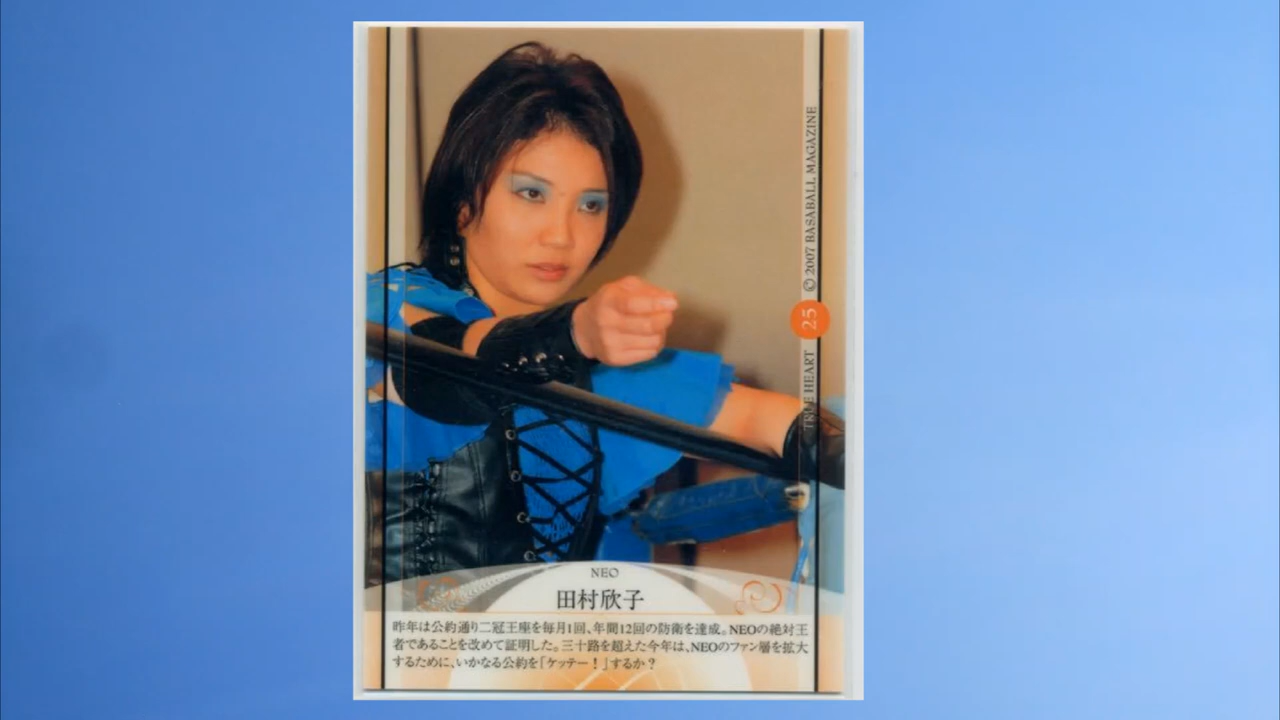 NEO
田村欣子
昨年は公約通り二冠王座を毎月1回、年間12回の防衛を達成。NEOの絶対王
者であることを改めて証明した。三十路を超えた今年は、NEOのファン層を拡大
するために、いかなる公約を「ケッテー！」するか？
TRUE HEART 25 © 2007 BASABALL MAGAZINE